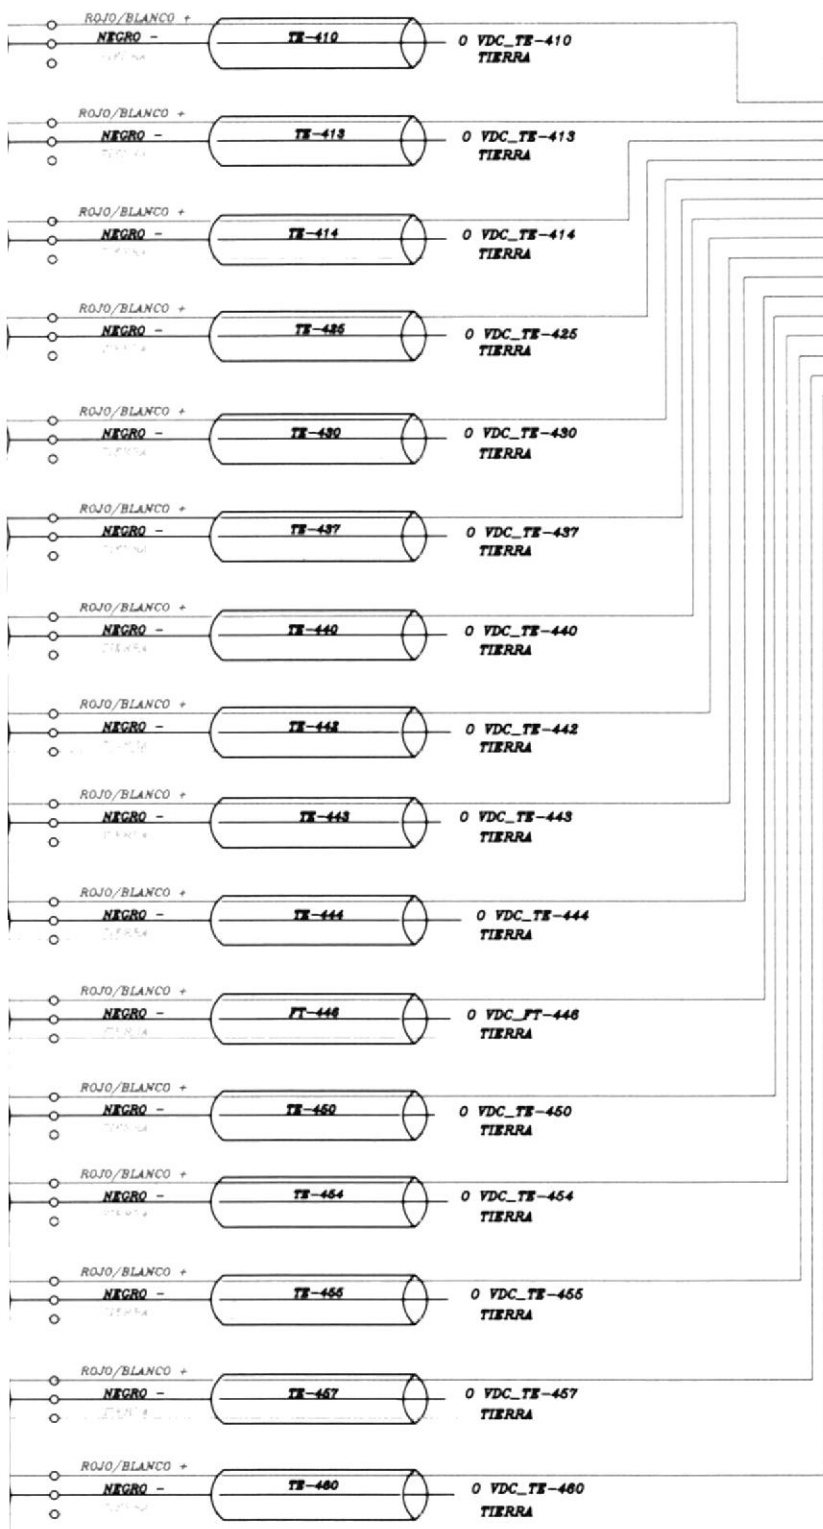 ROJO/BLANCO +
NEGRO - TE-410 0 VDC_TE-410
TIERRA
ROJO/BLANCO +
NEGRO - TE-413 0 VDC_TE-413
TIERRA
ROJO/BLANCO +
NEGRO - TE-414 0 VDC_TE-414
TIERRA
ROJO/BLANCO +
NEGRO - TE-425 0 VDC_TE-425
TIERRA
ROJO/BLANCO +
NEGRO - TE-430 0 VDC_TE-430
TIERRA TIERRA
ROJO/BLANCO +
NEGRO - TE-437 0 VDC_TE-437
TIERRA
ROJO/BLANCO +
NEGRO - TE-440 0 VDC_TE-440
TIERRA TIERRA
ROJO/BLANCO +
NEGRO - TE-442 0 VDC_TE-442
TIERRA
ROJO/BLANCO +
NEGRO - TE-443 0 VDC_TE-443
TIERRA
ROJO/BLANCO +
NEGRO - TE-444 0 VDC_TE-444
TIERRA TIERRA
ROJO/BLANCO +
NEGRO - FT-446 0 VDC_FT-446
TIERRA
ROJO/BLANCO +
NEGRO - TE-450 0 VDC_TE-450
TIERRA
ROJO/BLANCO +
NEGRO - TE-454 0 VDC_TE-454
TIERRA
ROJO/BLANCO +
NEGRO - TE-455 0 VDC_TE-455
TIERRA
ROJO/BLANCO +
NEGRO - TE-457 0 VDC_TE-457
TIERRA
ROJO/BLANCO +
NEGRO - TE-460 0 VDC_TE-460
TIERRA